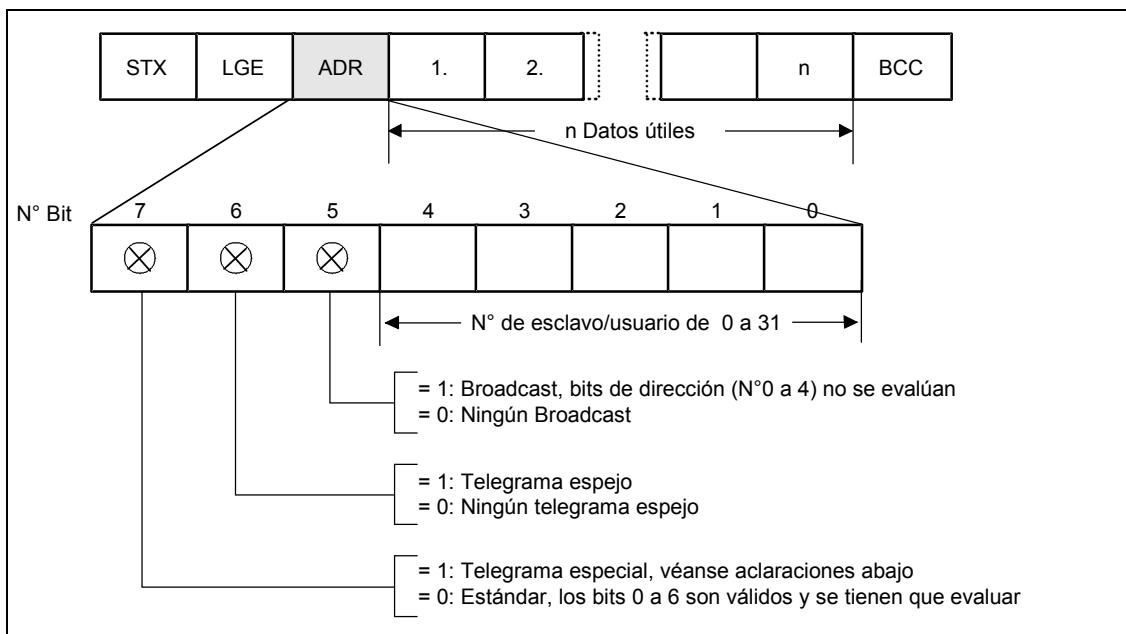 STX LGE ADR 1. 2. n BCC
n Datos útiles
N° Bit 7 6 5 4 3 2 1 0
N° de esclavo/usuario de 0 a 31
= 1: Broadcast, bits de dirección (N°0 a 4) no se evalúan
= 0: Ningún Broadcast
= 1: Telegrama espejo
= 0: Ningún telegrama espejo
= 1: Telegrama especial, véanse aclaraciones abajo
= 0: Estándar, los bits 0 a 6 son válidos y se tienen que evaluar